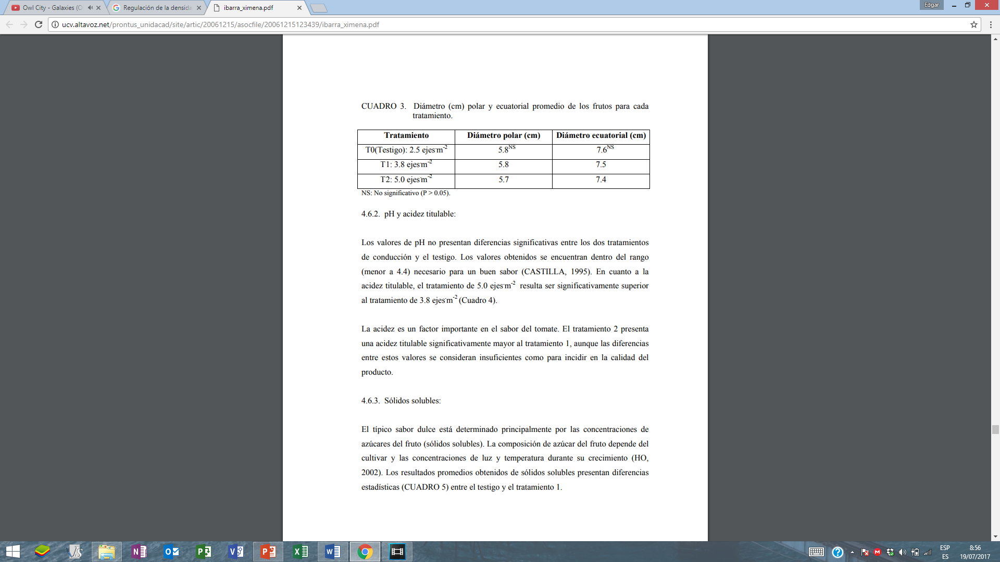 Owl City - Galaxies (O
Regulación de la densida
ibarra_ximena.pdf
Edgar
ucv.altavoz.net/prontus_unidacad/site/artic/20061215/asocfile/20061215123439/ibarra_ximena.pdf
CUADRO 3. Diámetro (cm) polar y ecuatorial promedio de los frutos para cada
tratamiento.
Tratamiento Diámetro polar (cm) Diámetro ecuatorial (cm)
T0(Testigo): 2.5 ejes·m-2 5.8NS 7.6NS
T1: 3.8 ejes·m-2 5.8 7.5
T2: 5.0 ejes·m-2 5.7 7.4
NS: No significativo (P > 0.05).
4.6.2. pH y acidez titulable:
Los valores de pH no presentan diferencias significativas entre los dos tratamientos
de conducción y el testigo. Los valores obtenidos se encuentran dentro del rango
(menor a 4.4) necesario para un buen sabor (CASTILLA, 1995). En cuanto a la
acidez titulable, el tratamiento de 5.0 ejes·m-2 resulta ser significativamente superior
al tratamiento de 3.8 ejes·m-2 (Cuadro 4).
La acidez es un factor importante en el sabor del tomate. El tratamiento 2 presenta
una acidez titulable significativamente mayor al tratamiento 1, aunque las diferencias
entre estos valores se consideran insuficientes como para incidir en la calidad del
producto.
4.6.3. Sólidos solubles:
El típico sabor dulce está determinado principalmente por las concentraciones de
azúcares del fruto (sólidos solubles). La composición de azúcar del fruto depende del
cultivar y las concentraciones de luz y temperatura durante su crecimiento (HO,
2002). Los resultados promedios obtenidos de sólidos solubles presentan diferencias
estadísticas (CUADRO 5) entre el testigo y el tratamiento 1.
ESP
ES
8:56
19/07/2017